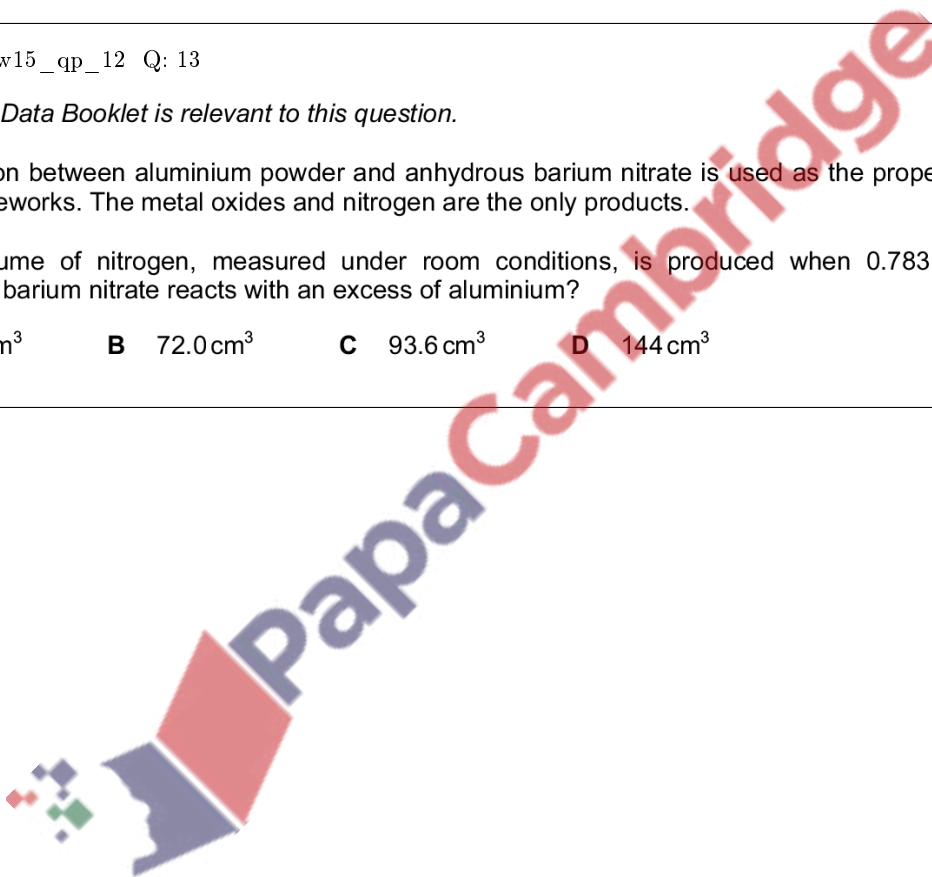 w15_qp_12 Q: 13
Data Booklet is relevant to this question.
on between aluminium powder and anhydrous barium nitrate is used as the prope
eworks. The metal oxides and nitrogen are the only products.
ume of nitrogen, measured under room conditions, is produced when 0.783
barium nitrate reacts with an excess of aluminium?
m³ B 72.0 cm³ C 93.6 cm³ D 144 cm³
PapaCambridge